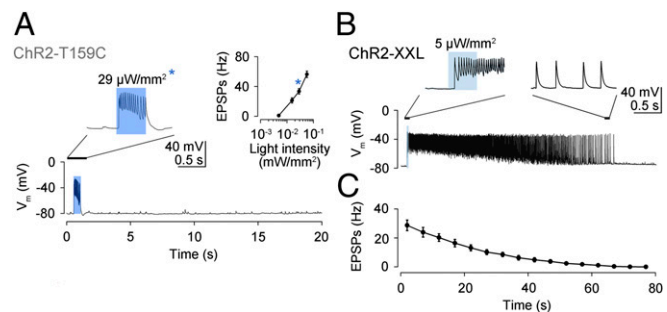 A
ChR2-T159C
29 µW/mm² *
40 mV
0.5 s
EPSPs (Hz)
80
40
0
*
10⁻³ 10⁻² 10⁻¹
Light intensity
(mW/mm²)
Vm (mV)
0
-40
-80
0 5 10 15 20
Time (s)
B
ChR2-XXL
5 µW/mm²
40 mV
0.5 s
Vm (mV)
0
-40
-80
C
EPSPs (Hz)
40
20
0
0 20 40 60 80
Time (s)